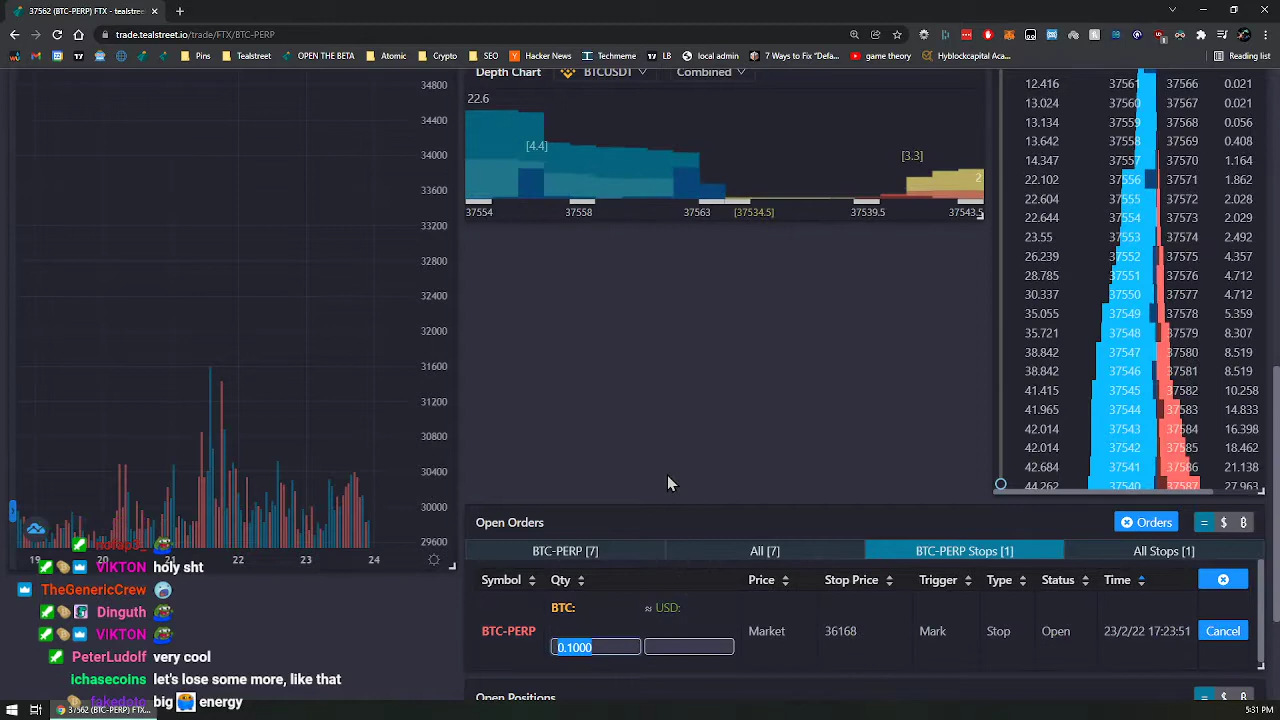 37562 (BTC-PERP) FTX - tealstre
trade.tealstreet.io/trade/FTX/BTC-PERP
Tealstreet OPEN THE BETA Pins Atomic Crypto SEO Hacker News Techmeme LB local admin 7 Ways to Fix "Defa... game theory Hyblockcapital Aca... Reading list
34800
34400
34000
33600
33200
32800
32400
32000
31600
31200
30800
30400
30000
29600
19 20 21 22 23 24
Depth Chart BTCUSDT Combined
22.6
[4.4]
[3.3]
2
37554 37558 37563 [37534.5] 37539.5 37543.5
12.416 37561 37566 0.021
13.024 37560 37567 0.021
13.134 37559 37568 0.056
13.642 37558 37569 0.408
14.347 37557 37570 1.164
22.102 37556 37571 1.862
22.604 37555 37572 2.029
22.644 37554 37573 2.029
23.55 37553 37574 2.492
26.239 37552 37575 4.357
28.785 37551 37576 4.712
30.337 37550 37577 4.712
35.055 37549 37578 5.359
35.721 37548 37579 8.307
38.842 37547 37580 8.519
38.842 37546 37581 8.519
41.415 37545 37582 10.258
41.965 37544 37583 14.833
42.014 37543 37584 16.398
42.014 37542 37585 18.462
42.684 37541 37586 21.138
44.262 37540 37587 27.963
Open Orders Orders = $ ₿
BTC-PERP [7] All [7] BTC-PERP Stops [1] All Stops [1]
Symbol Qty Price Stop Price Trigger Type Status Time
BTC: ≈ USD:
BTC-PERP 0.1000 Market 36168 Mark Stop Open 23/2/22 17:23:51 Cancel
Open Positions = $ ₿
VIKTON holy sht
TheGenericCrew
Dinguth
VIKTON
PeterLudolf very cool
ichasecoins let's lose some more, like that
fakedoto big energy
37562 (BTC-PERP) FTX...
5:31 PM